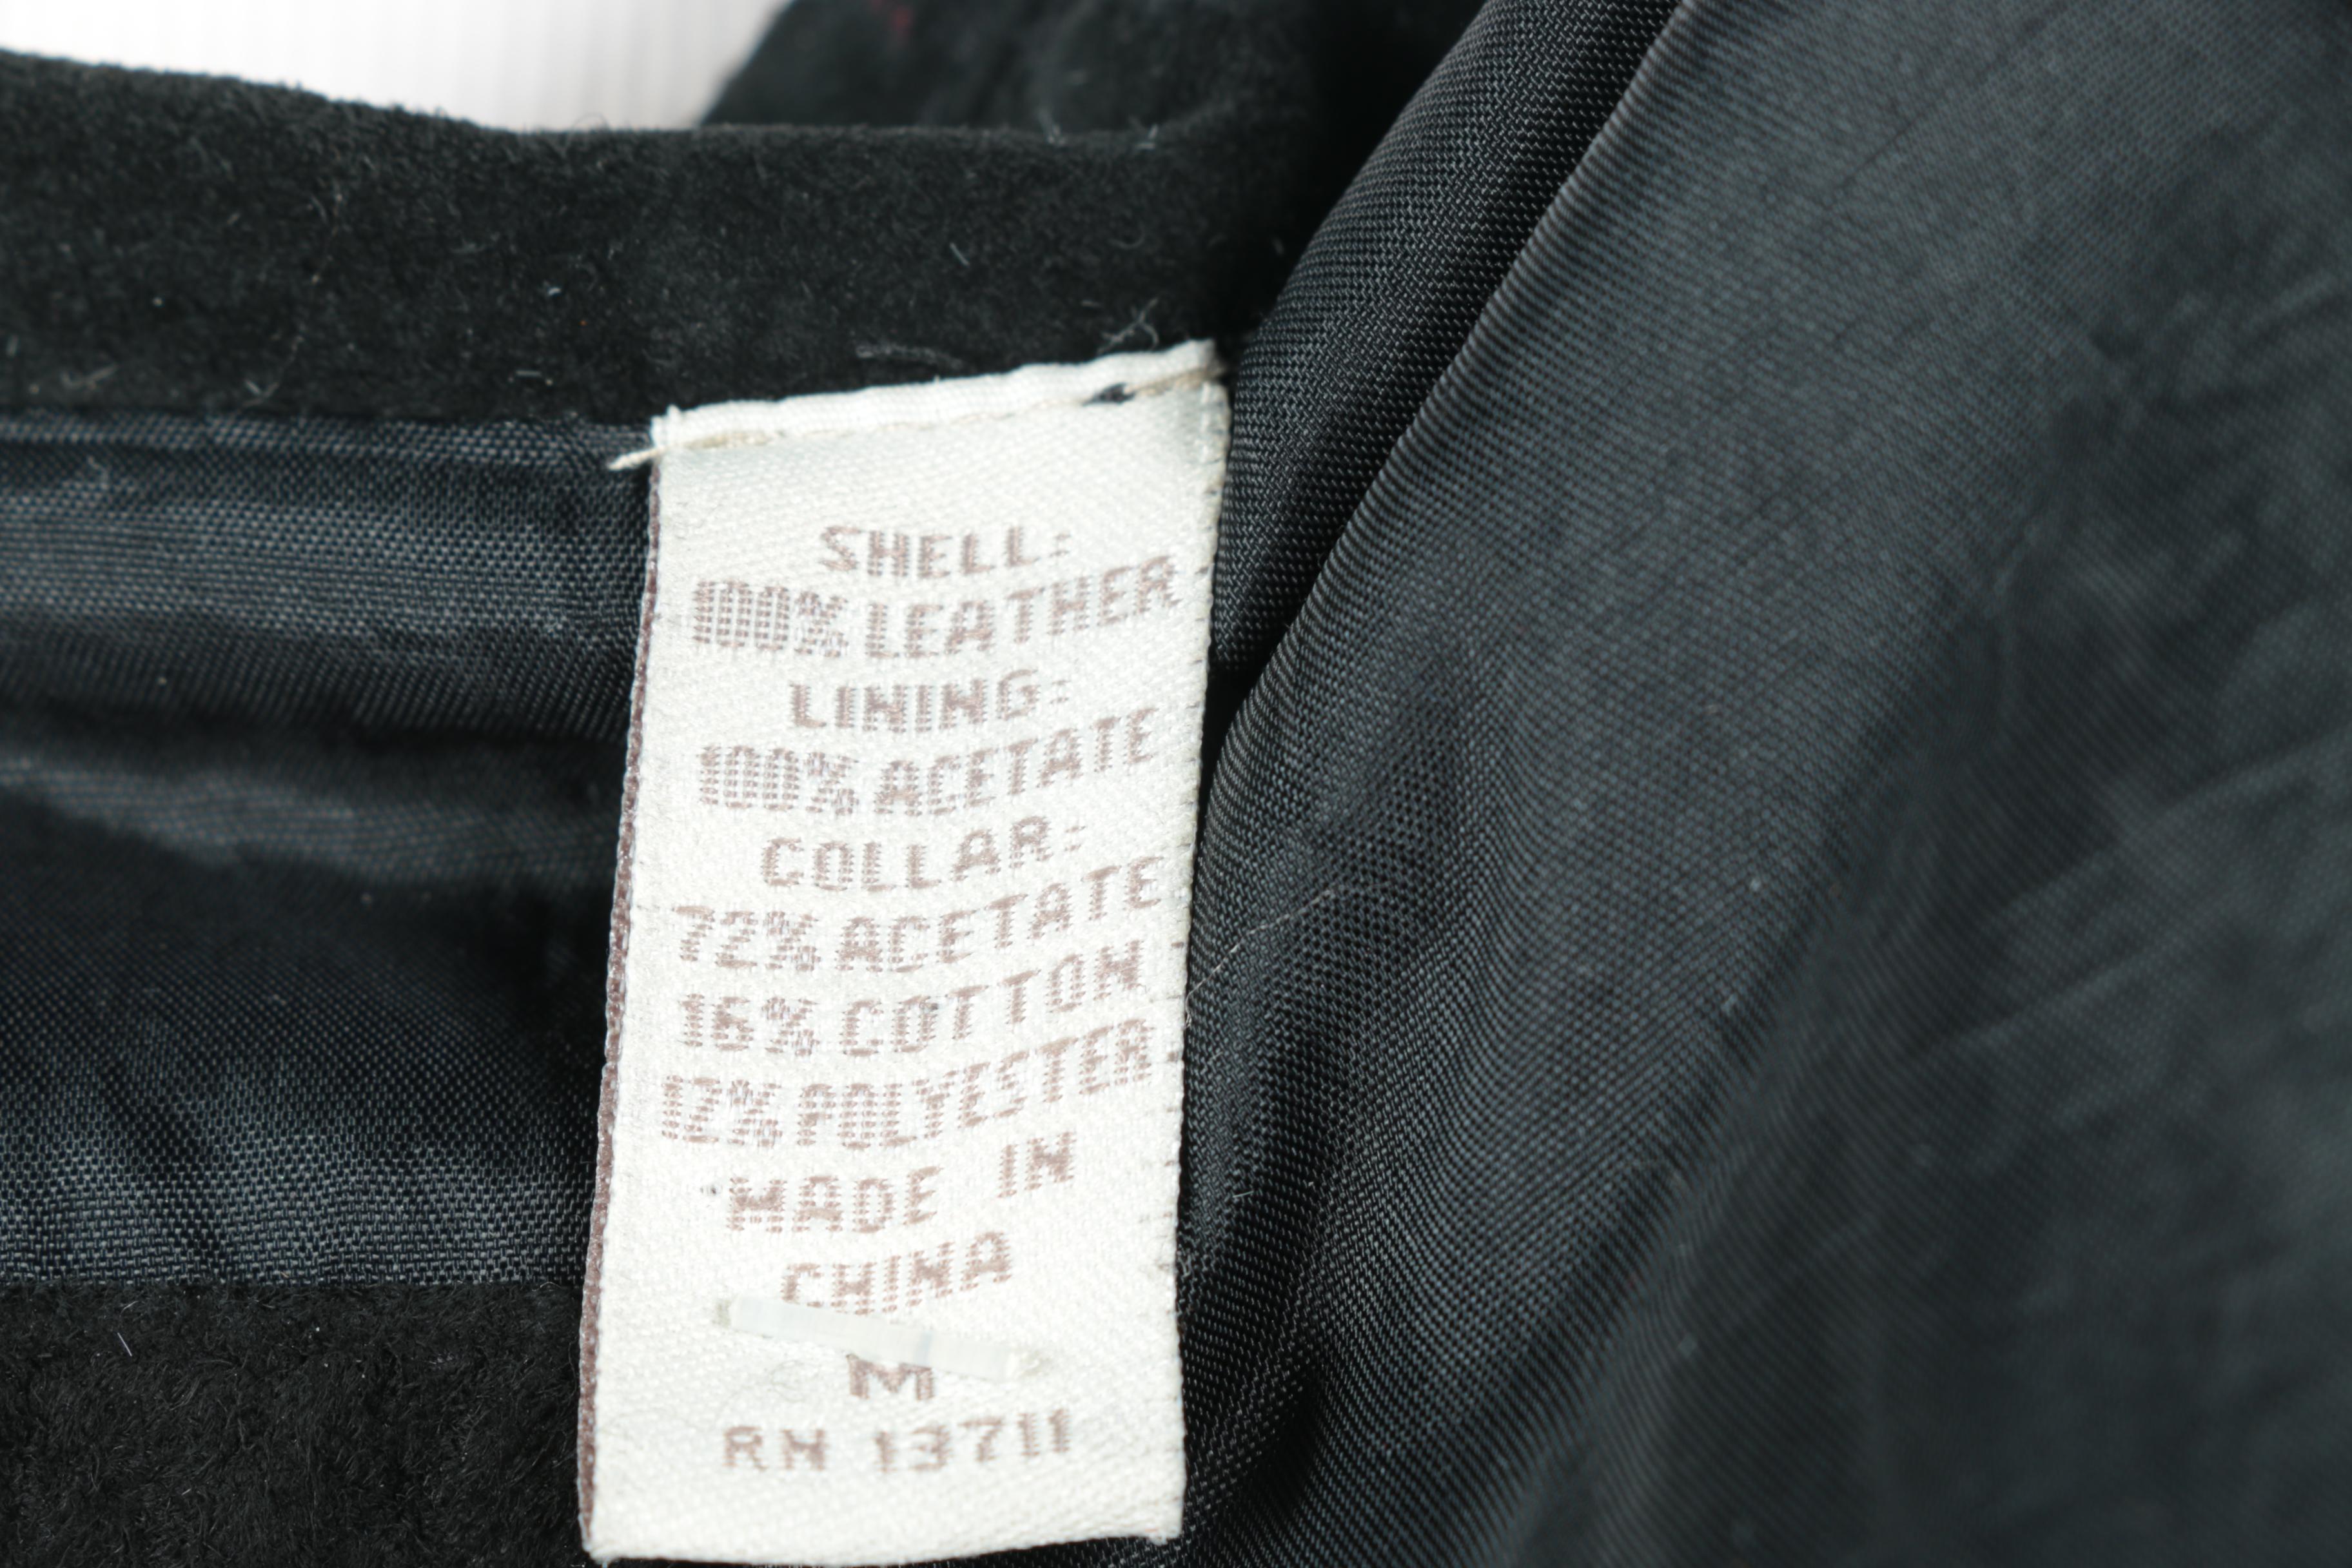 SHELL:
100% LEATHER
LINING:
100% ACETATE
COLLAR:
72% ACETATE
16% COTTON
12% POLYESTER
MADE IN
CHINA
M
RN 13711